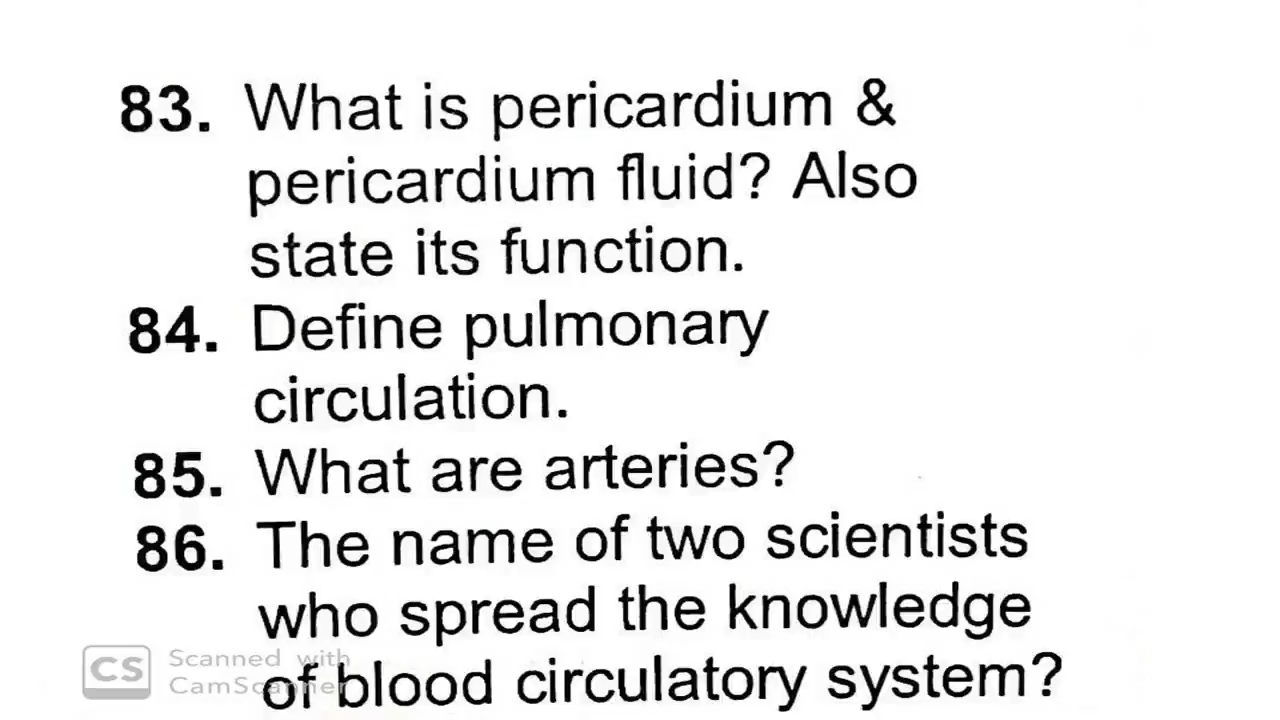 83. What is pericardium &
pericardium fluid? Also
state its function.
84. Define pulmonary
circulation.
85. What are arteries?
86. The name of two scientists
who spread the knowledge
of blood circulatory system?
CS Scanned with
CamScanner